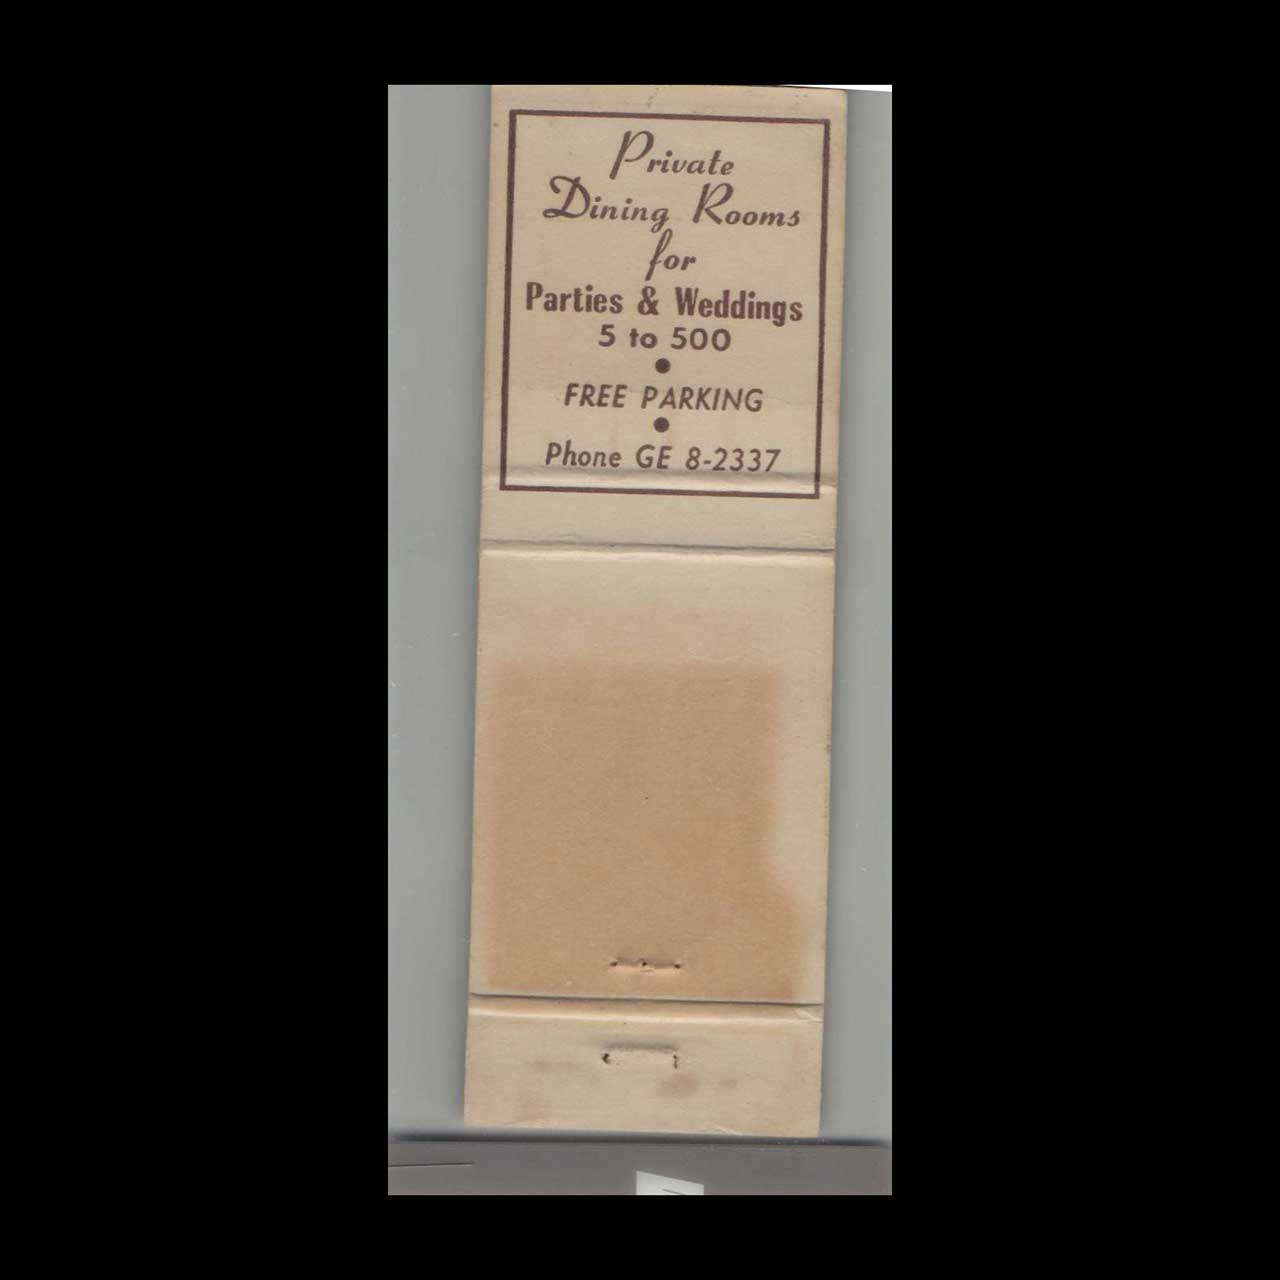 Private
Dining Rooms
for
Parties & Weddings
5 to 500
FREE PARKING
Phone GE 8-2337